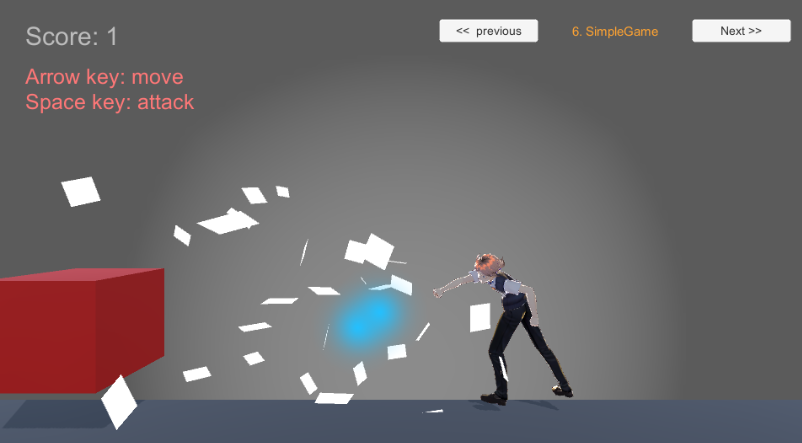 Score: 1
<<  previous
6. SimpleGame
Next >>
Arrow key: move
Space key: attack